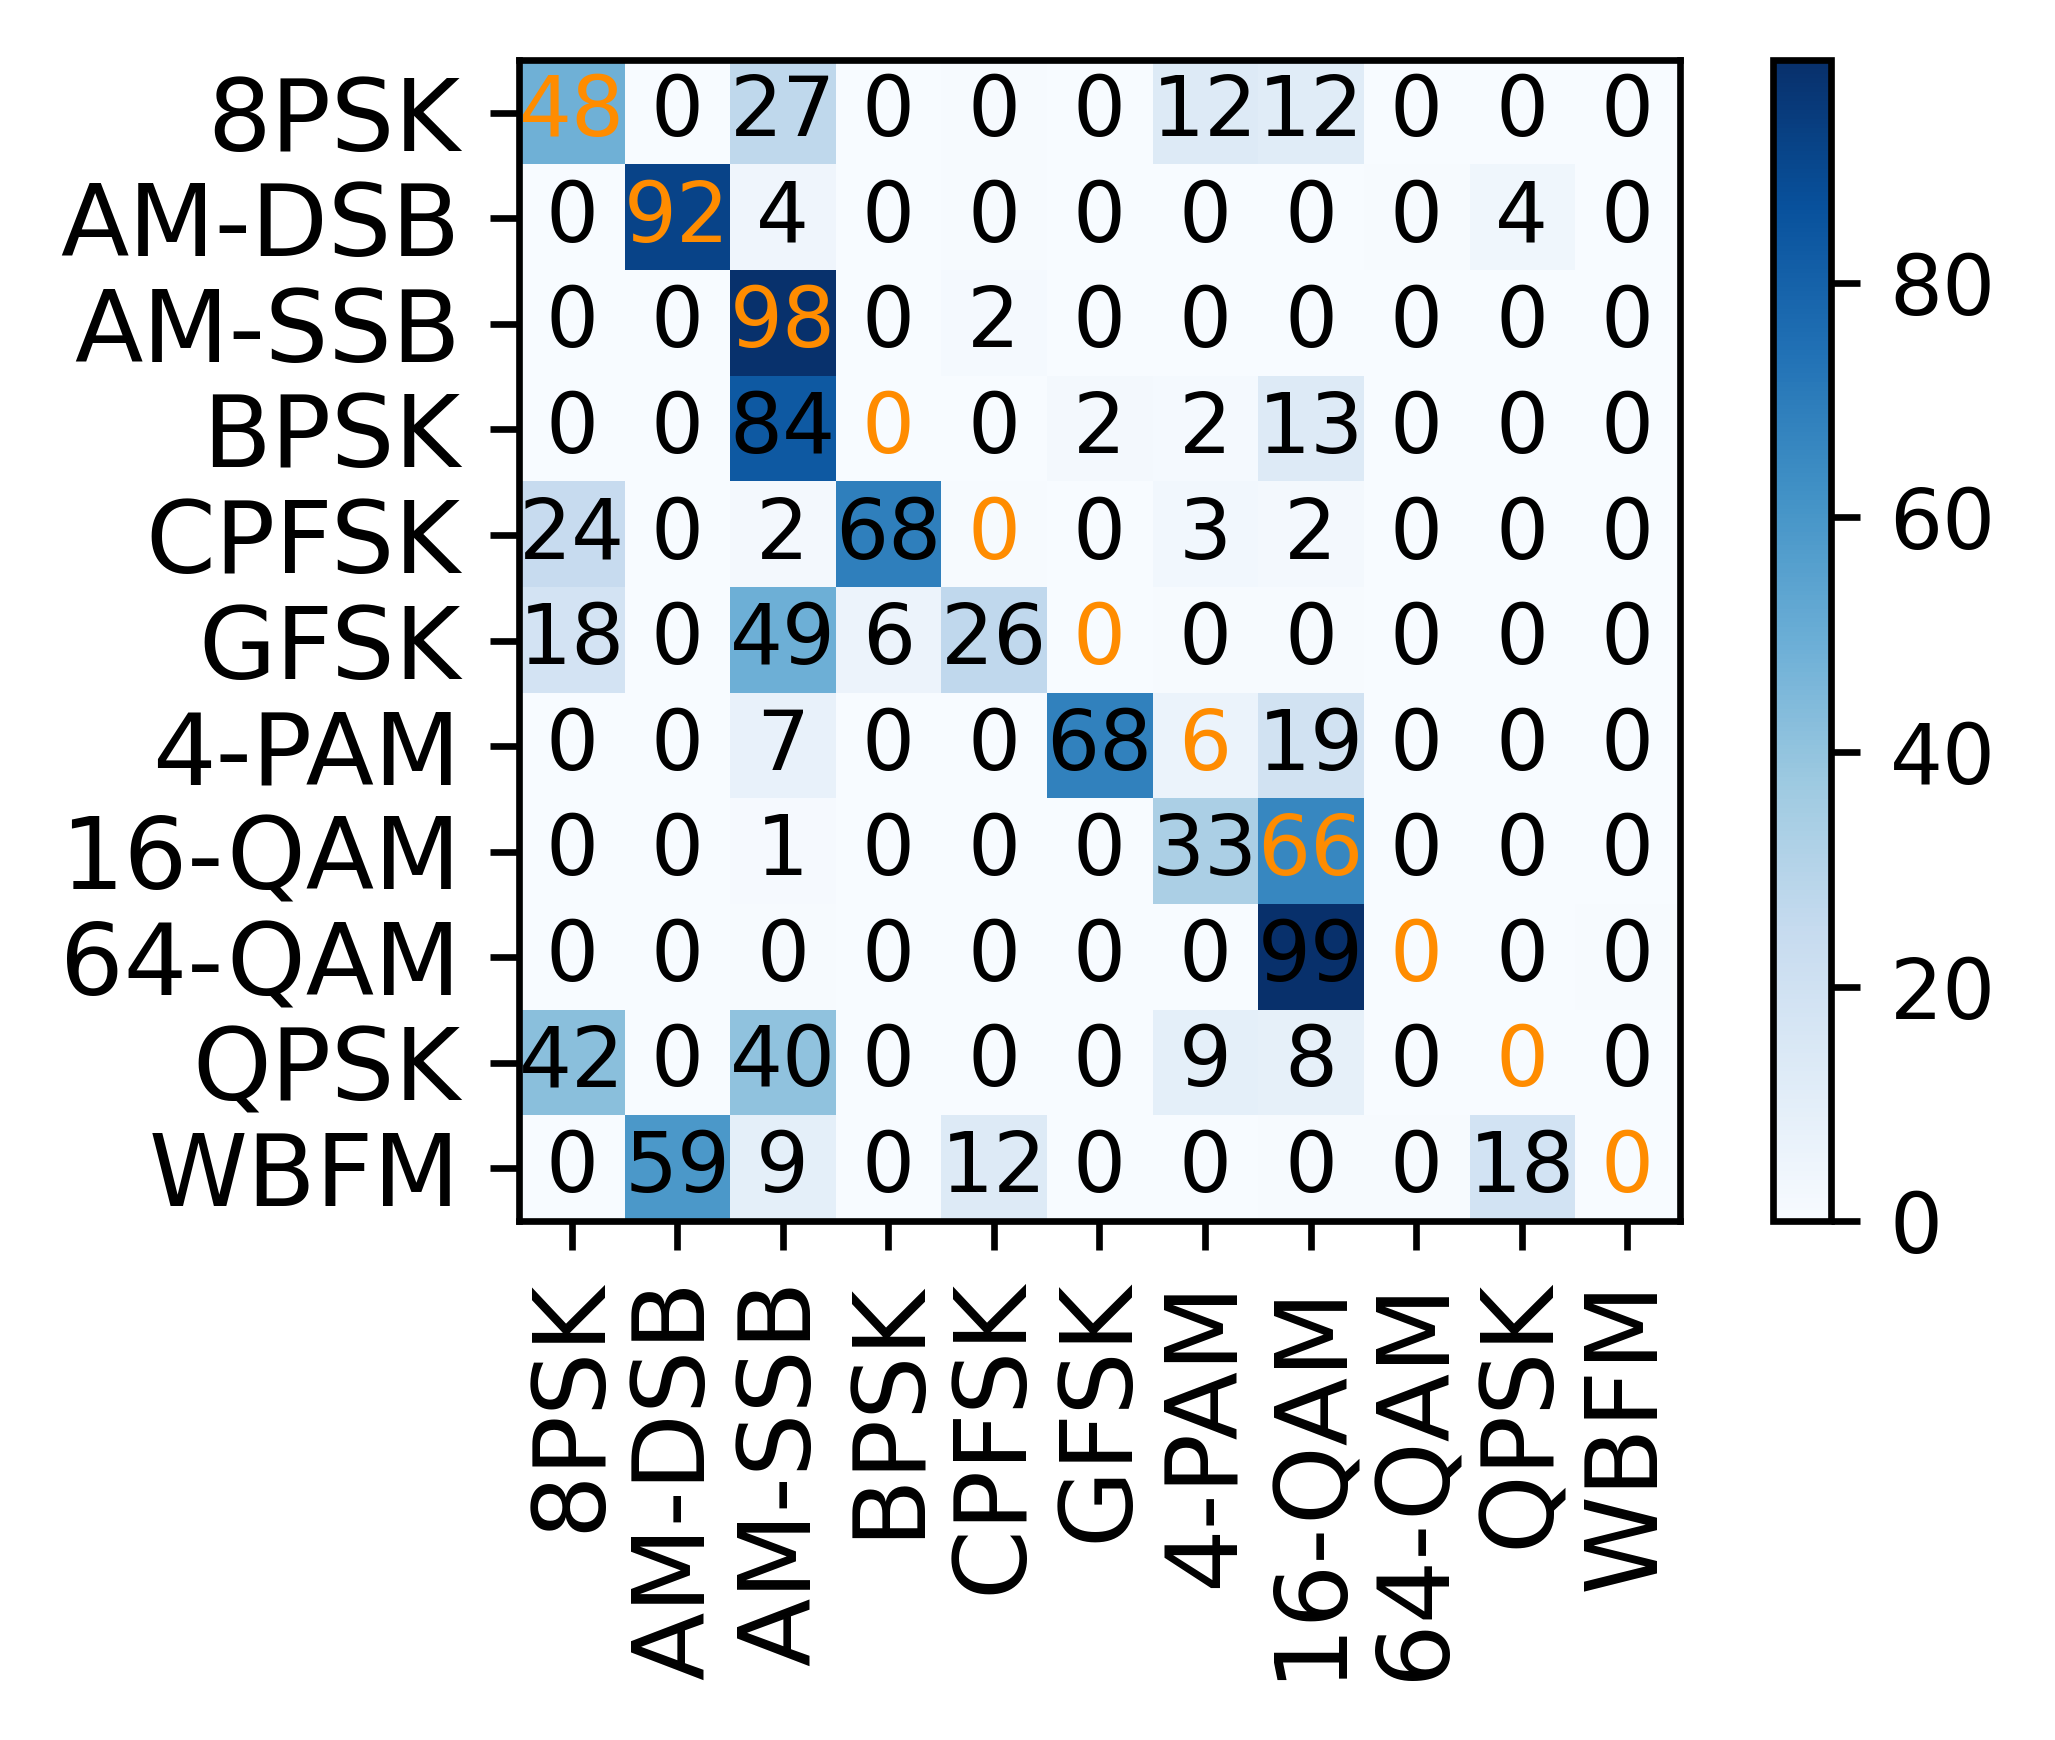 8PSK 48 0 27 0 0 0 12 12 0 0 0
AM-DSB 0 92 4 0 0 0 0 0 0 4 0
AM-SSB 0 0 98 0 2 0 0 0 0 0 0
BPSK 0 0 84 0 0 2 2 13 0 0 0
CPFSK 24 0 2 68 0 0 3 2 0 0 0
GFSK 18 0 49 6 26 0 0 0 0 0 0
4-PAM 0 0 7 0 0 68 6 19 0 0 0
16-QAM 0 0 1 0 0 0 33 66 0 0 0
64-QAM 0 0 0 0 0 0 0 99 0 0 0
QPSK 42 0 40 0 0 0 9 8 0 0 0
WBFM 0 59 9 0 12 0 0 0 0 18 0
8PSK AM-DSB AM-SSB BPSK CPFSK GFSK 4-PAM 16-QAM 64-QAM QPSK WBFM
80
60
40
20
0